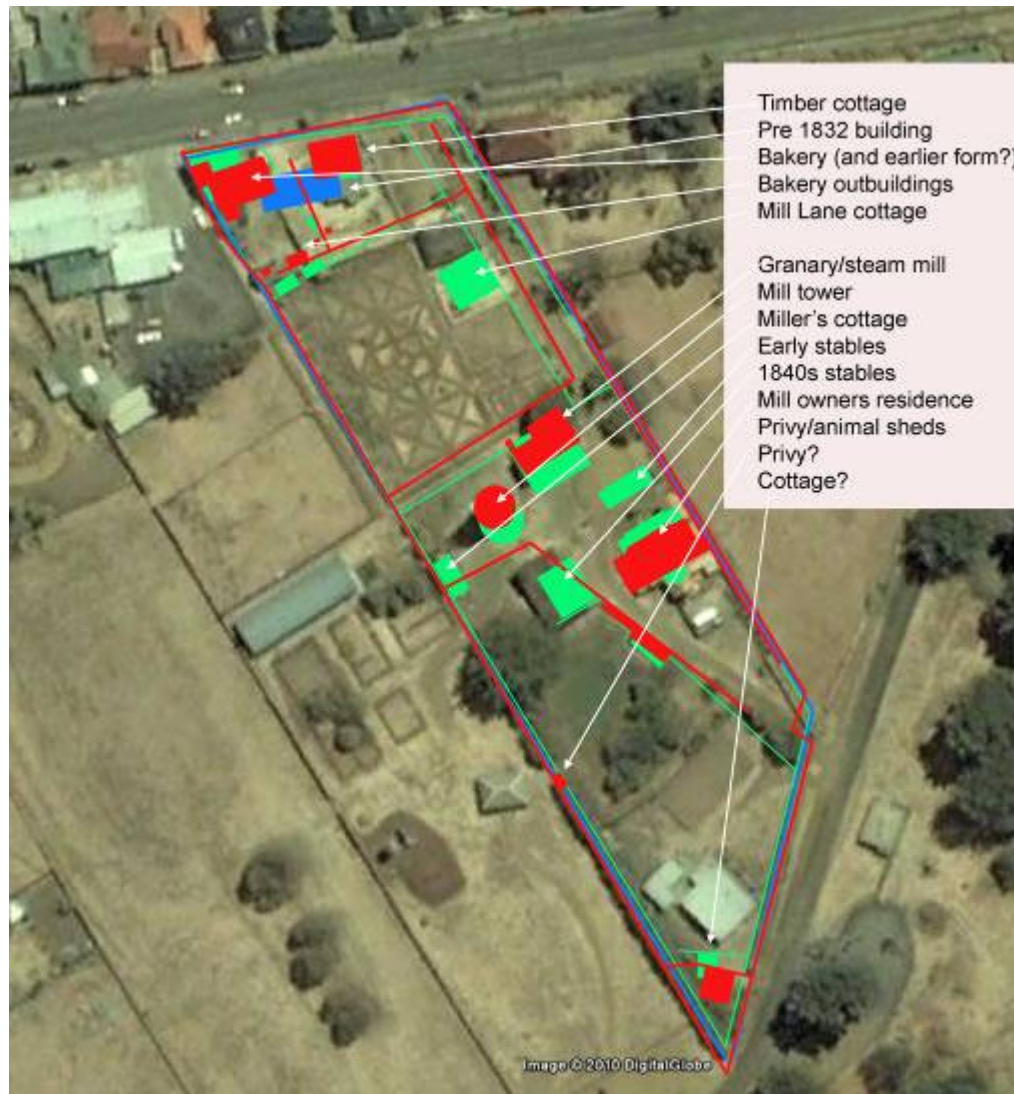 Timber cottage
Pre 1832 building
Bakery (and earlier form?)
Bakery outbuildings
Mill Lane cottage
Granary/steam mill
Mill tower
Miller's cottage
Early stables
1840s stables
Mill owners residence
Privy/animal sheds
Privy?
Cottage?
Image © 2010 DigitalGlobe